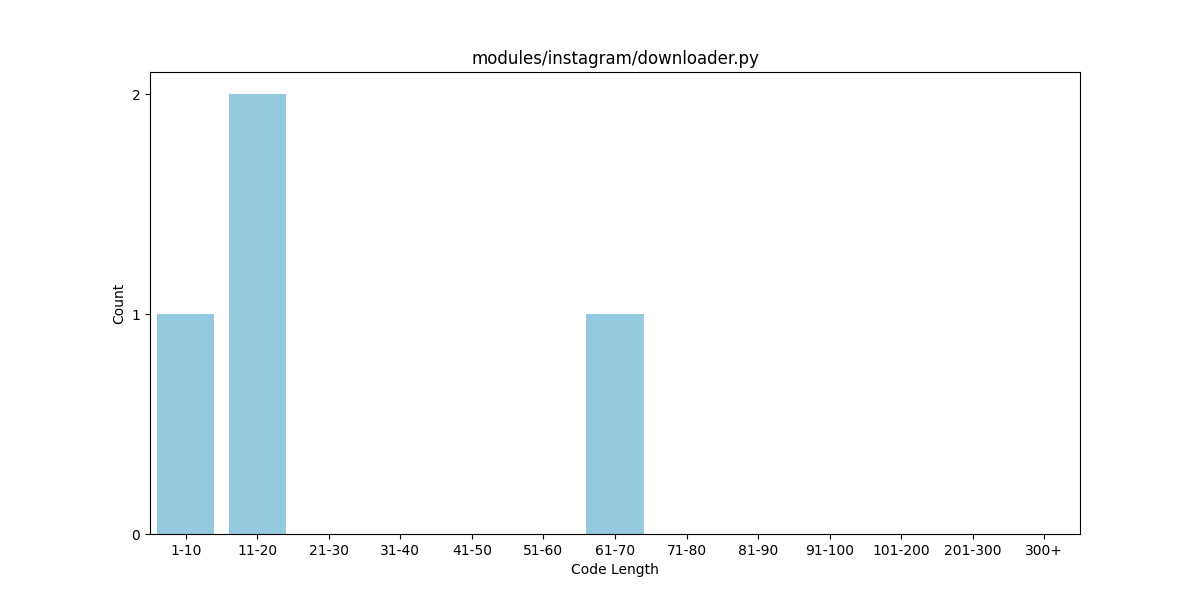 modules/instagram/downloader.py
2
1
0
Count
1-10 11-20 21-30 31-40 41-50 51-60 61-70 71-80 81-90 91-100 101-200 201-300 300+
Code Length